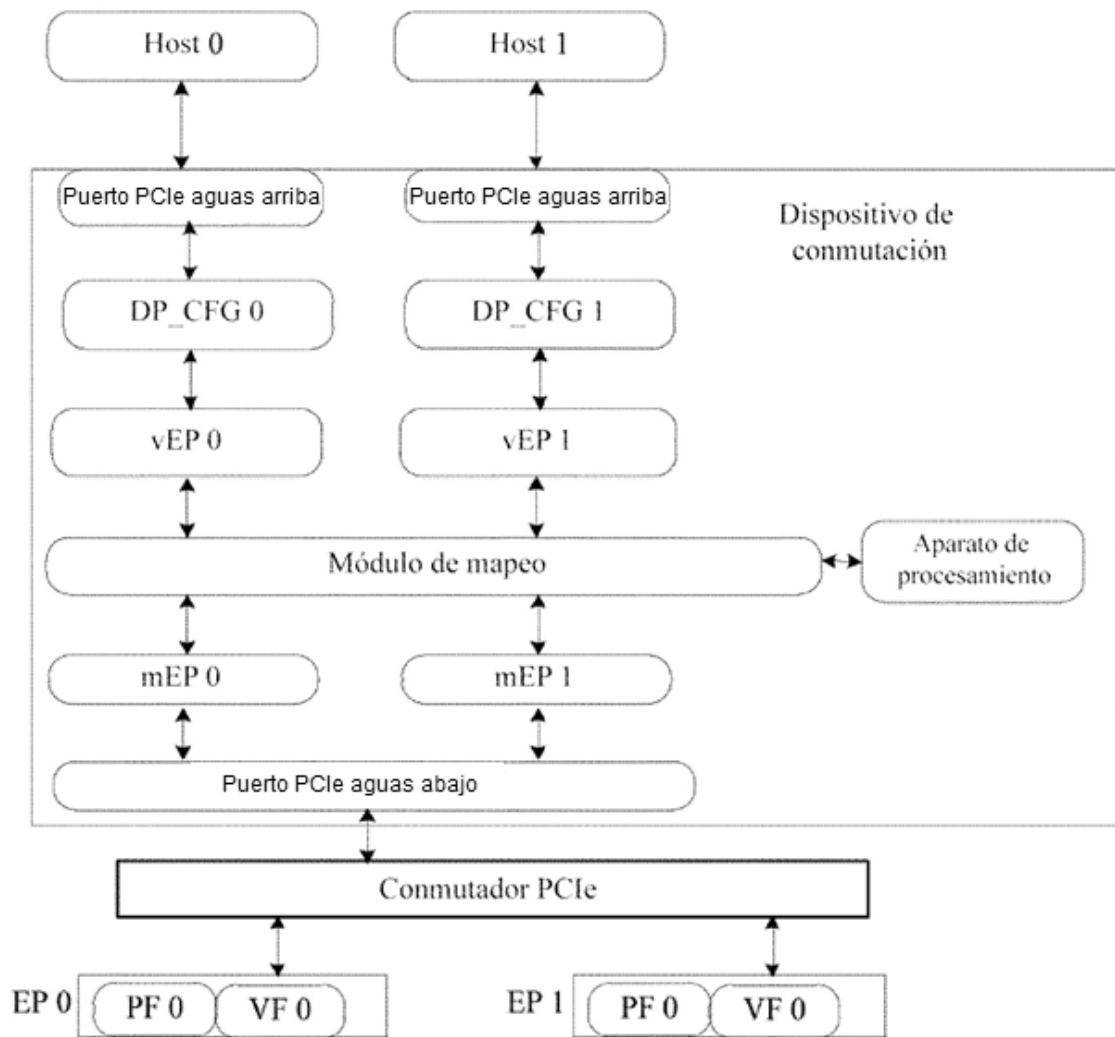 Host 0
Host 1
Puerto PCIe aguas arriba
Puerto PCIe aguas arriba
Dispositivo de
conmutación
DP_CFG 0
DP_CFG 1
vEP 0
vEP 1
Módulo de mapeo
Aparato de
procesamiento
mEP 0
mEP 1
Puerto PCIe aguas abajo
Conmutador PCIe
EP 0
PF 0
VF 0
EP 1
PF 0
VF 0